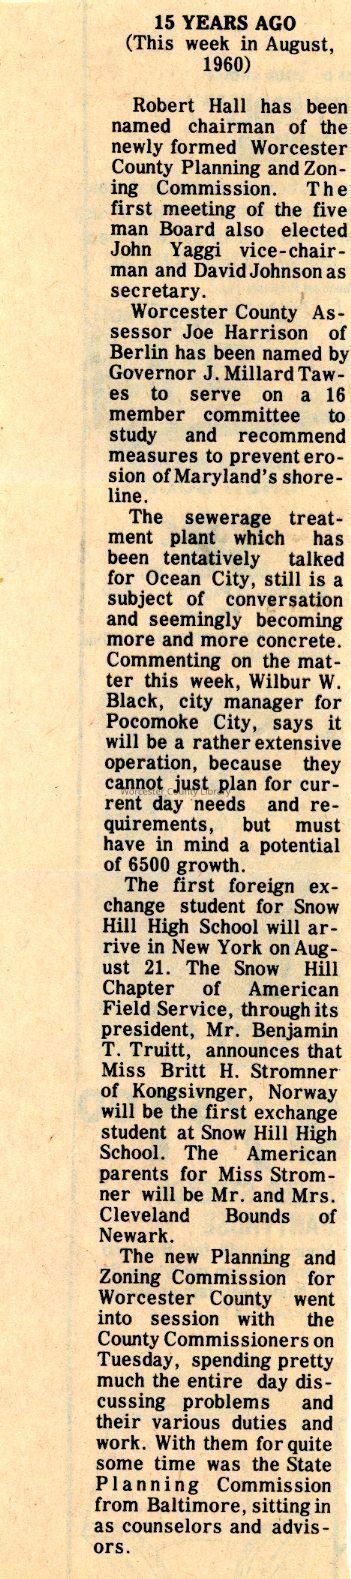 15 YEARS AGO
(This week in August,
1960)
Robert Hall has been
named chairman of the
newly formed Worcester
County Planning and Zon-
ing Commission. The
first meeting of the five
man Board also elected
John Yaggi vice-chair-
man and David Johnson as
secretary.
Worcester County As-
sessor Joe Harrison of
Berlin has been named by
Governor J. Millard Taw-
es to serve on a 16
member committee to
study and recommend
measures to prevent ero-
sion of Maryland's shore-
line.
The sewerage treat-
ment plant which has
been tentatively talked
for Ocean City, still is a
subject of conversation
and seemingly becoming
more and more concrete.
Commenting on the mat-
ter this week, Wilbur W.
Black, city manager for
Pocomoke City, says it
will be a rather extensive
operation, because they
cannot just plan for cur-
Worcester County Library
rent day needs and re-
quirements, but must
have in mind a potential
of 6500 growth.
The first foreign ex-
change student for Snow
Hill High School will ar-
rive in New York on Aug-
ust 21. The Snow Hill
Chapter of American
Field Service, through its
president, Mr. Benjamin
T. Truitt, announces that
Miss Britt H. Stromner
of Kongsivnger, Norway
will be the first exchange
student at Snow Hill High
School. The American
parents for Miss Strom-
ner will be Mr. and Mrs.
Cleveland Bounds of
Newark.
The new Planning and
Zoning Commission for
Worcester County went
into session with the
County Commissioners on
Tuesday, spending pretty
much the entire day dis-
cussing problems and
their various duties and
work. With them for quite
some time was the State
Planning Commission
from Baltimore, sitting in
as counselors and advis-
ors.